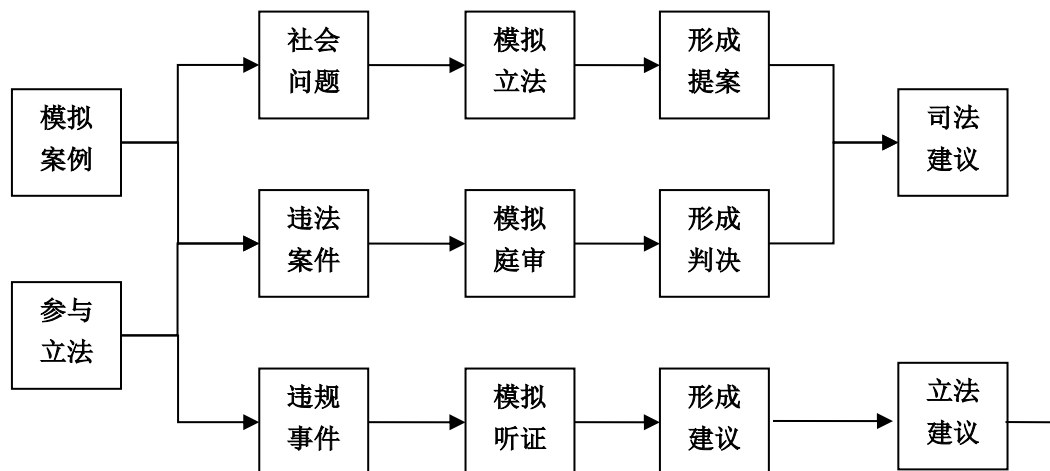 社会
问题
模拟
立法
形成
提案
模拟
案例
司法
建议
违法
案件
模拟
庭审
形成
判决
参与
立法
违规
事件
模拟
听证
形成
建议
立法
建议